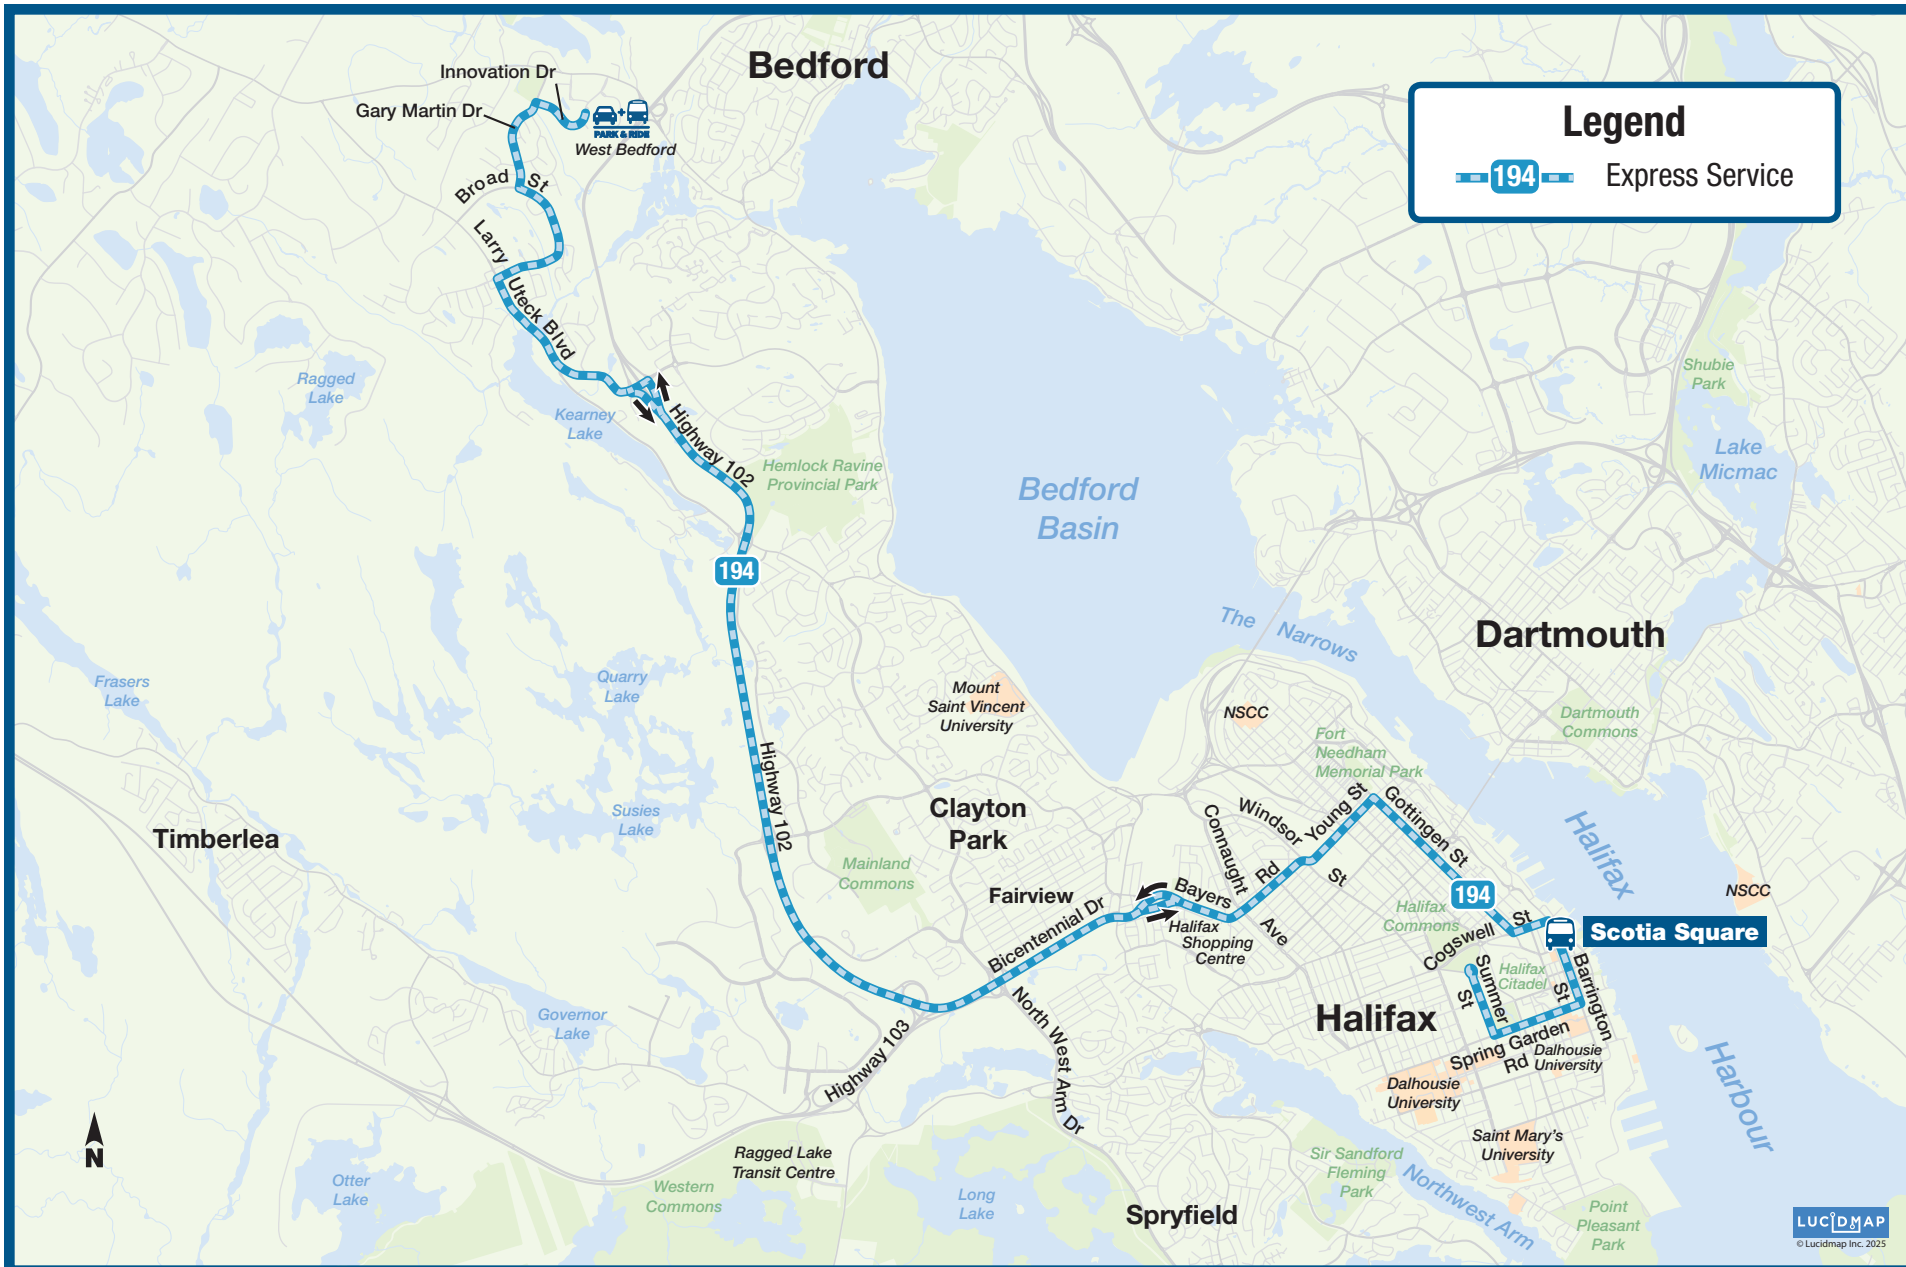 Bedford
Innovation Dr
Gary Martin Dr
PARK & RIDE
West Bedford
Broad St
Larry Uteck Blvd
Legend
194
Express Service
Ragged
Lake
Kearney
Lake
Highway 102
Hemlock Ravine
Provincial Park
Bedford
Basin
Shubie
Park
Lake
Micmac
194
The Narrows
Dartmouth
Frasers
Lake
Quarry
Lake
Mount
Saint Vincent
University
NSCC
Dartmouth
Commons
Fort
Needham
Memorial Park
Highway 102
Susies
Lake
Timberlea
Clayton
Park
Mainland
Commons
Fairview
Windsor St
Connaught Ave
Young St
Gottingen St
Bayers Rd
Bicentennial Dr
Halifax
Shopping
Centre
194
Halifax
Commons
Cogswell St
Scotia Square
NSCC
Halifax Harbour
Summer St
Halifax
Citadel
Barrington St
Halifax
Spring Garden Rd
Dalhousie
University
Dalhousie
University
Governor
Lake
Highway 103
North West Arm Dr
Saint Mary's
University
N
Ragged Lake
Transit Centre
Otter
Lake
Western
Commons
Long
Lake
Spryfield
Sir Sandford
Fleming
Park
Northwest Arm
Point
Pleasant
Park
LUCIDMAP
© Lucidmap Inc. 2025